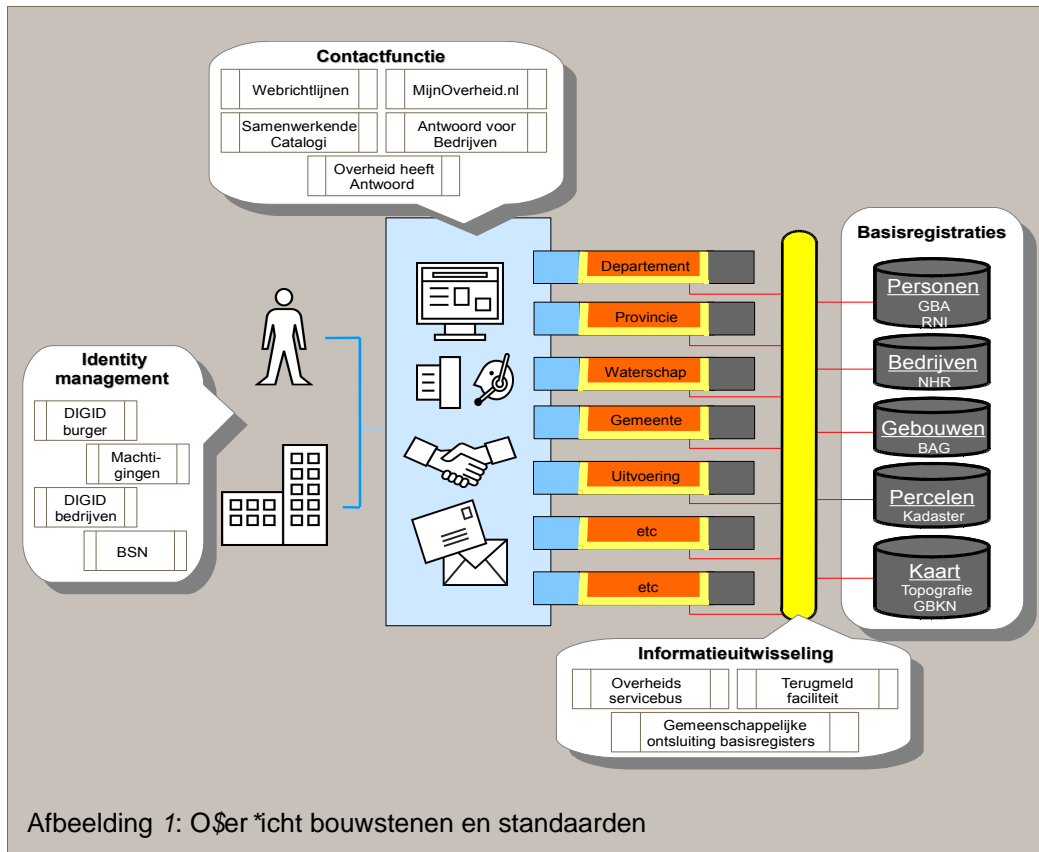 Contactfunctie
Webrichtlijnen
MijnOverheid.nl
Samenwerkende
Catalogi
Antwoord voor
Bedrijven
Overheid heeft
Antwoord
Identity
management
DIGID
burger
Machti-
gingen
DIGID
bedrijven
BSN
Departement
Provincie
Waterschap
Gemeente
Uitvoering
etc
etc
Basisregistraties
Personen
GBA
RNI
Bedrijven
NHR
Gebouwen
BAG
Percelen
Kadaster
Kaart
Topografie
GBKN
Informatieuitwisseling
Overheids
servicebus
Terugmeld
faciliteit
Gemeenschappelijke
ontsluiting basisregisters
Afbeelding 1: O$er*icht bouwstenen en standaarden